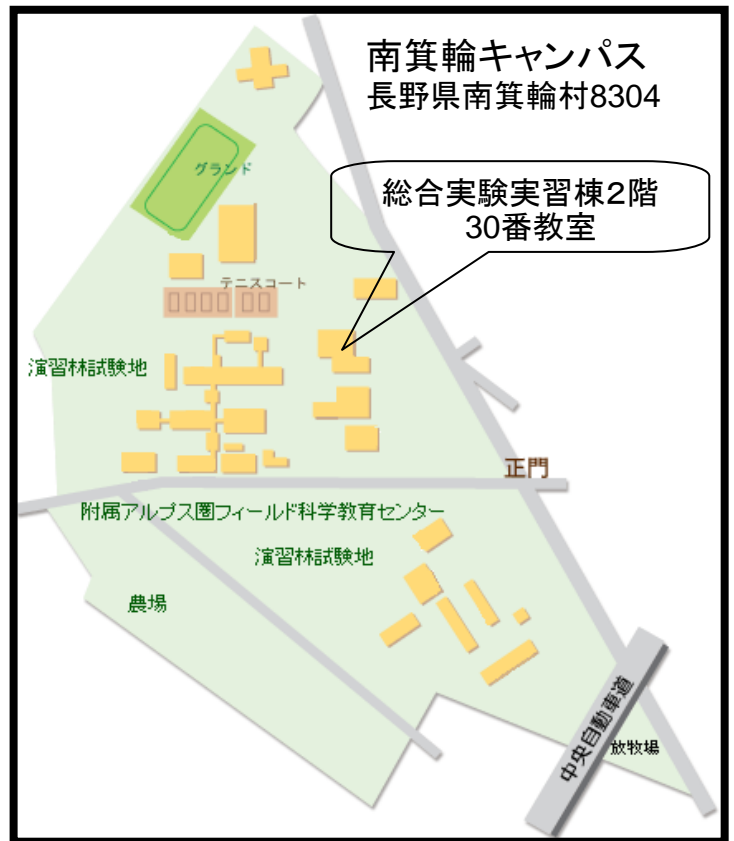 南箕輪キャンパス
長野県南箕輪村8304
グランド
総合実験実習棟２階
30番教室
テニスコート
演習林試験地
正門
附属アルプス圏フィールド科学教育センター
演習林試験地
農場
中央自動車道
放牧場